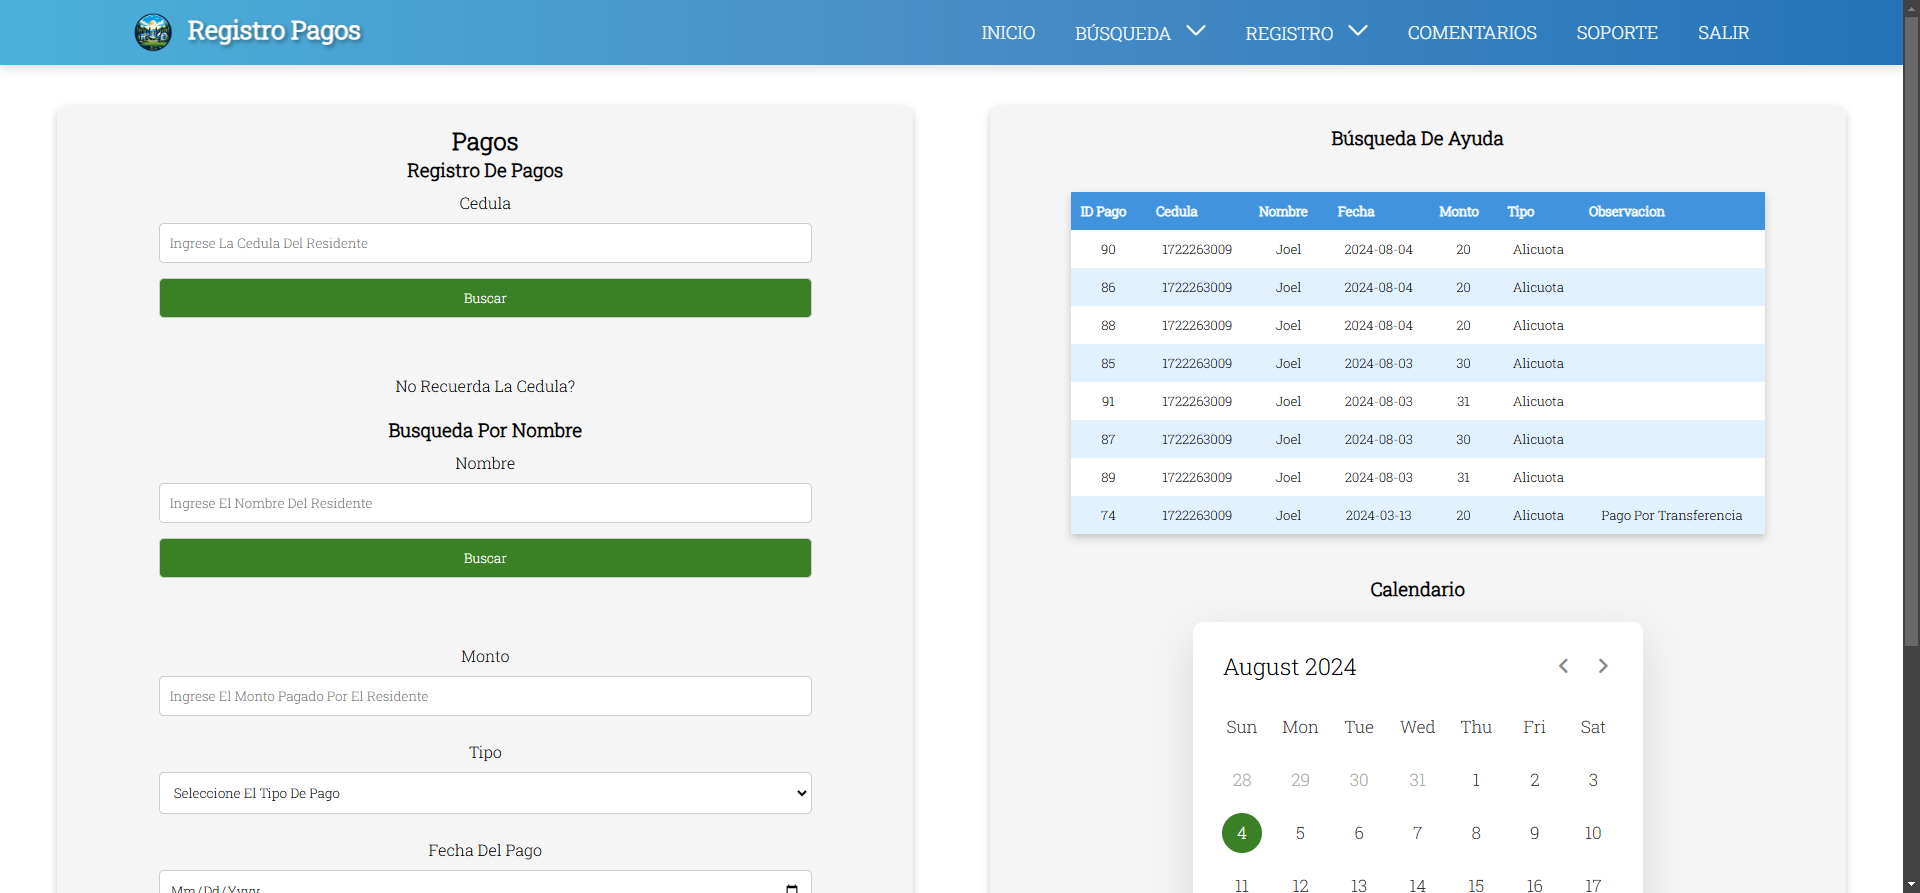 Registro Pagos
INICIO BÚSQUEDA REGISTRO COMENTARIOS SOPORTE SALIR
Pagos
Registro De Pagos
Cedula
Ingrese La Cedula Del Residente
Buscar
No Recuerda La Cedula?
Busqueda Por Nombre
Nombre
Ingrese El Nombre Del Residente
Buscar
Monto
Ingrese El Monto Pagado Por El Residente
Tipo
Seleccione El Tipo De Pago
Fecha Del Pago
Mm/Dd/Yyyy
Búsqueda De Ayuda
ID Pago Cedula Nombre Fecha Monto Tipo Observacion
90 1722263009 Joel 2024-08-04 20 Alicuota
86 1722263009 Joel 2024-08-04 20 Alicuota
88 1722263009 Joel 2024-08-04 20 Alicuota
85 1722263009 Joel 2024-08-03 30 Alicuota
91 1722263009 Joel 2024-08-03 31 Alicuota
87 1722263009 Joel 2024-08-03 30 Alicuota
89 1722263009 Joel 2024-08-03 31 Alicuota
74 1722263009 Joel 2024-03-13 20 Alicuota Pago Por Transferencia
Calendario
August 2024
Sun Mon Tue Wed Thu Fri Sat
28 29 30 31 1 2 3
4 5 6 7 8 9 10
11 12 13 14 15 16 17